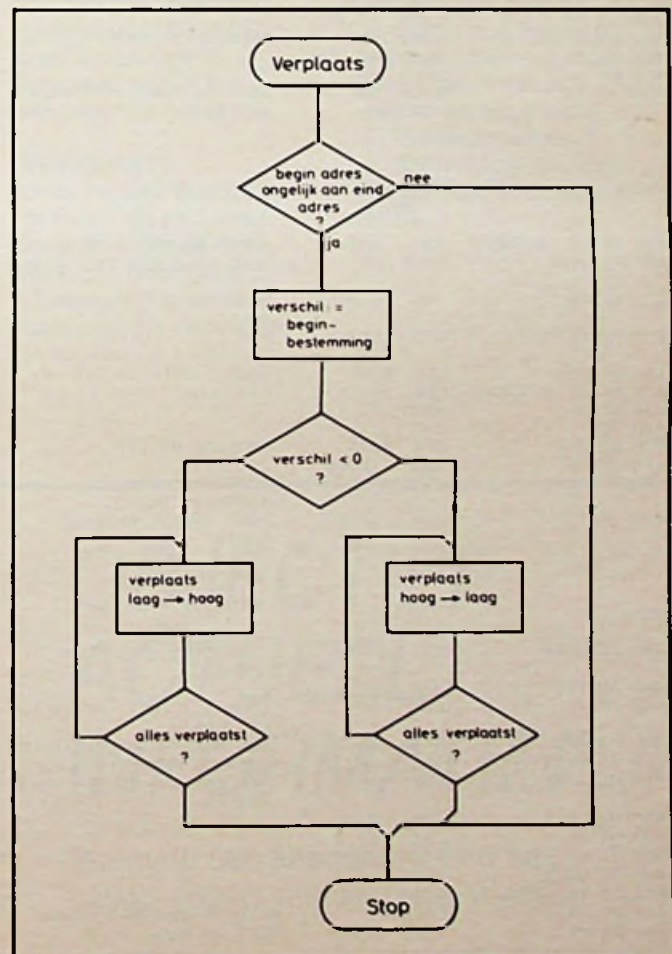 Verplaats
begin adres
ongelijk aan eind
adres
?
nee
ja
verschil :=
begin-
bestemming
verschil < 0
?
verplaats
laag → hoog
verplaats
hoog → laag
alles verplaatst
?
alles verplaatst
?
Stop